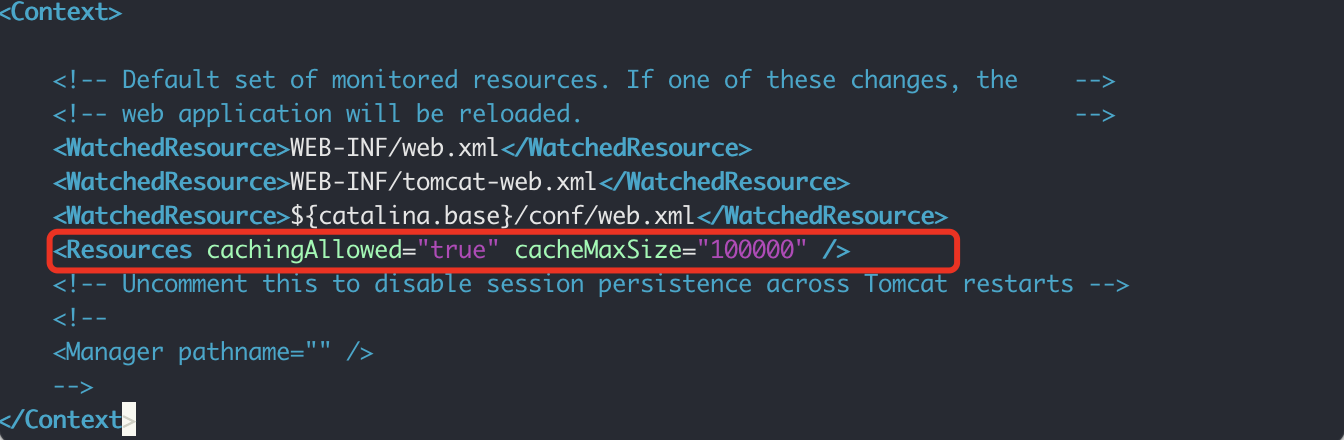 <Context>
<!-- Default set of monitored resources. If one of these changes, the -->
<!-- web application will be reloaded. -->
<WatchedResource>WEB-INF/web.xml</WatchedResource>
<WatchedResource>WEB-INF/tomcat-web.xml</WatchedResource>
<WatchedResource>${catalina.base}/conf/web.xml</WatchedResource>
<Resources cachingAllowed="true" cacheMaxSize="100000" />
<!-- Uncomment this to disable session persistence across Tomcat restarts -->
<!--
<Manager pathname="" />
-->
</Context>